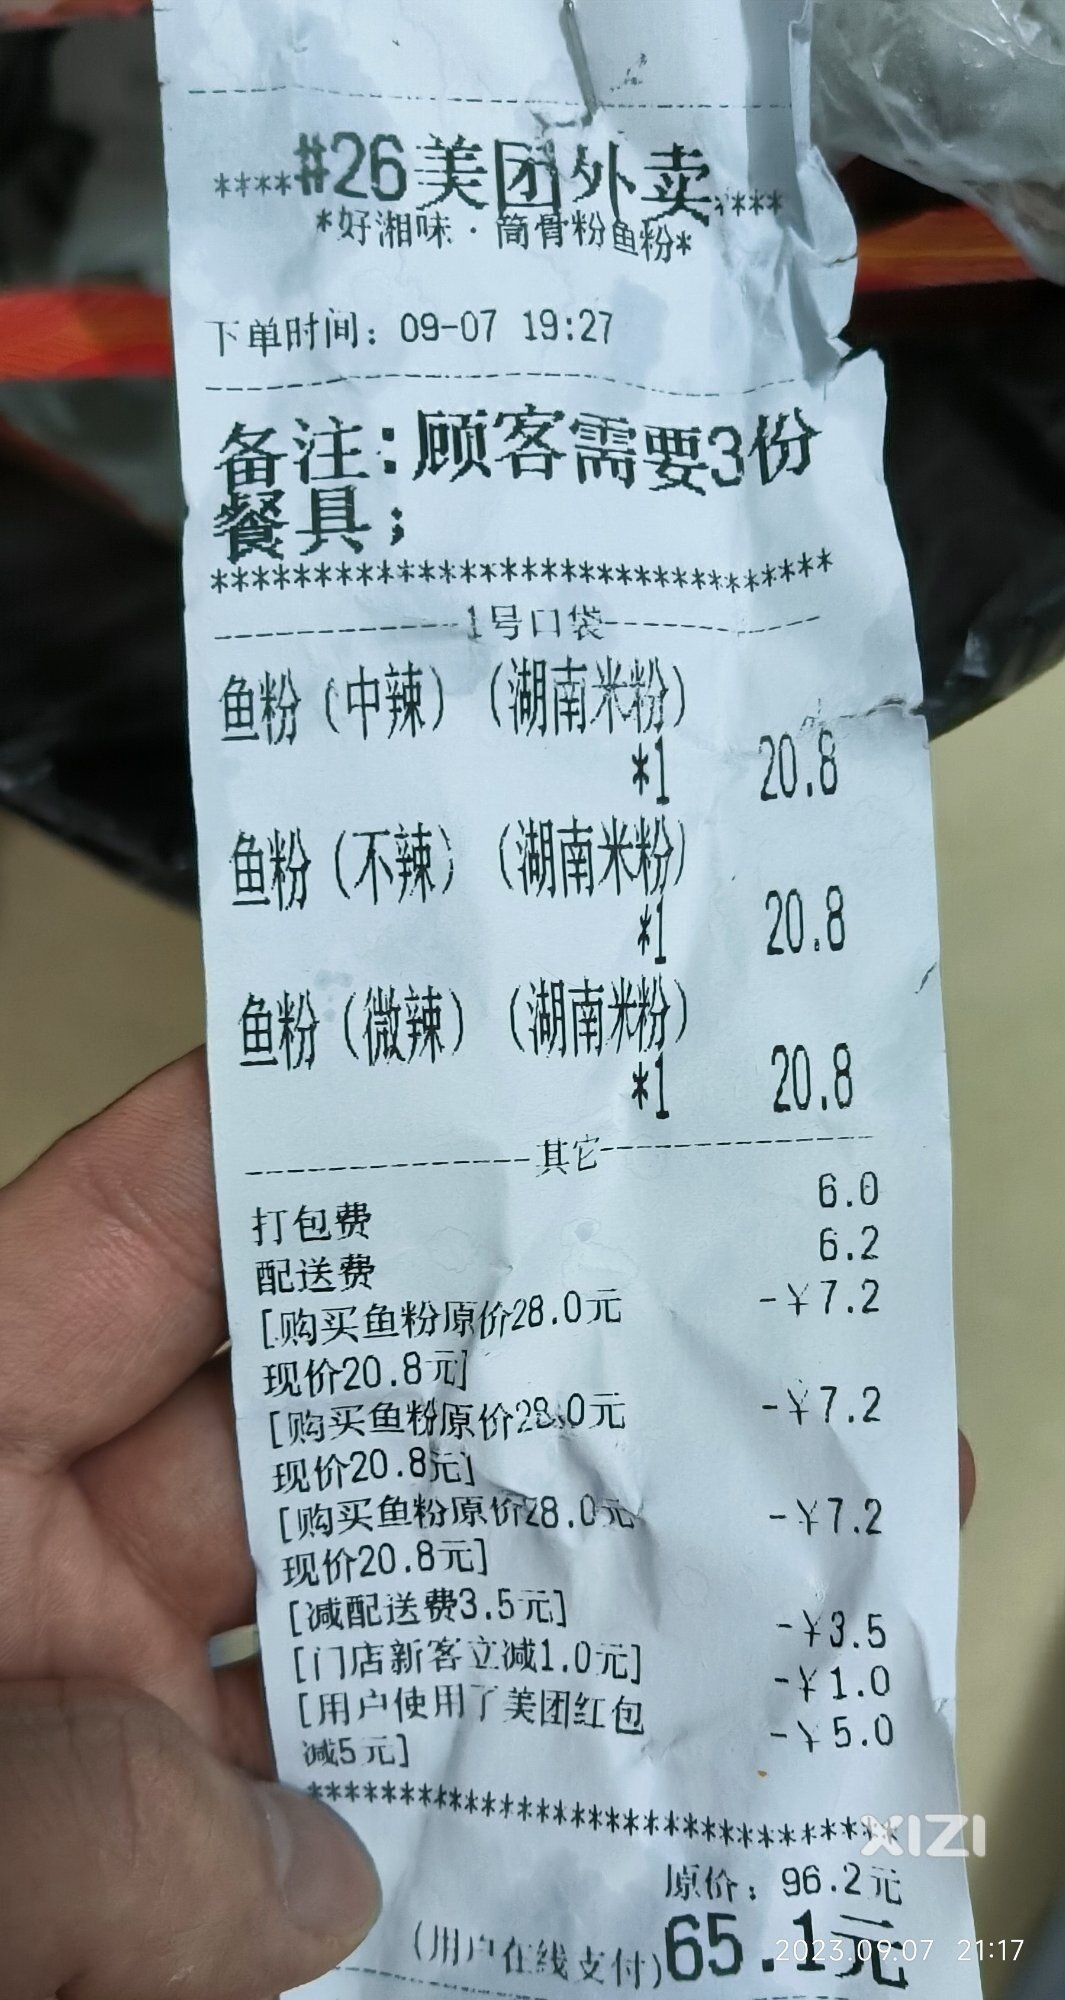 ****#26美团外卖****
*好湘味·筒骨粉鱼粉*
下单时间：09-07 19:27
备注：顾客需要3份
餐具；
******************************
1号口袋
鱼粉（中辣）（湖南米粉）
*1 20.8
鱼粉（不辣）（湖南米粉）
*1 20.8
鱼粉（微辣）（湖南米粉）
*1 20.8
其它
打包费 6.0
配送费 6.2
[购买鱼粉原价28.0元 -¥7.2
现价20.8元]
[购买鱼粉原价28.0元 -¥7.2
现价20.8元]
[购买鱼粉原价28.0元 -¥7.2
现价20.8元]
[减配送费3.5元] -¥3.5
[门店新客立减1.0元] -¥1.0
[用户使用了美团红包 -¥5.0
减5元]
******************************
XIZI
原价：96.2元
(用户在线支付)65.1元
2023.09.07 21:17